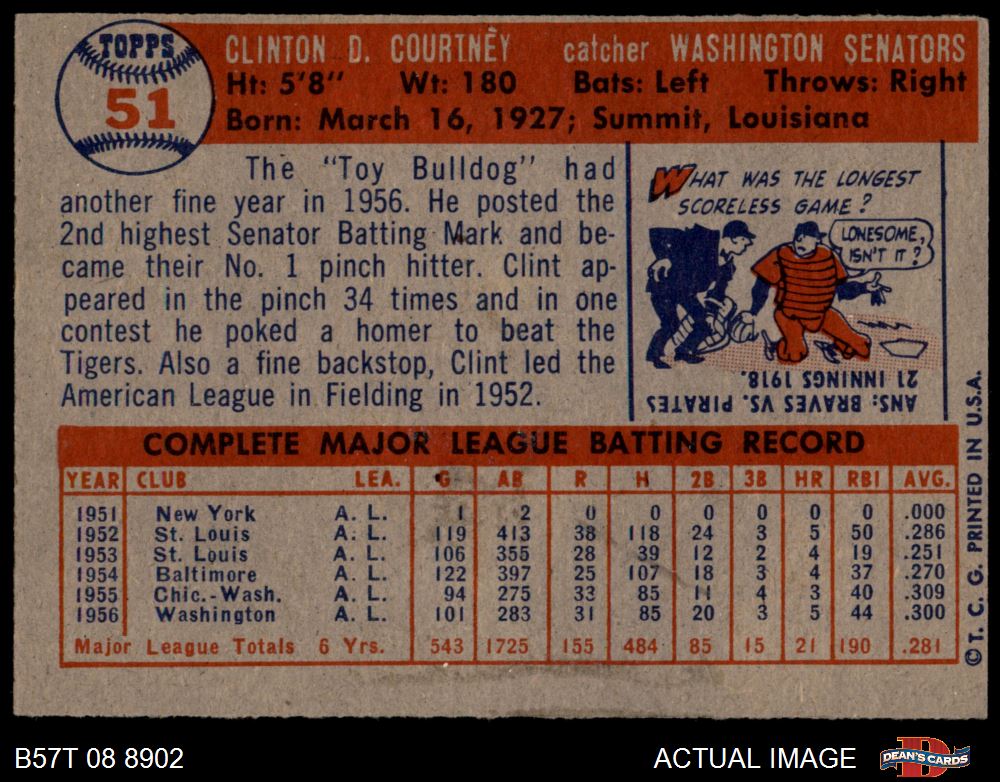 TOPPS
51
CLINTON D. COURTNEY catcher WASHINGTON SENATORS
Ht: 5'8" Wt: 180 Bats: Left Throws: Right
Born: March 16, 1927; Summit, Louisiana
The "Toy Bulldog" had
another fine year in 1956. He posted the
2nd highest Senator Batting Mark and be-
came their No. 1 pinch hitter. Clint ap-
peared in the pinch 34 times and in one
contest he poked a homer to beat the
Tigers. Also a fine backstop, Clint led the
American League in Fielding in 1952.
WHAT WAS THE LONGEST
SCORELESS GAME?
LONESOME,
ISN'T IT?
ANS: BRAVES VS. PIRATES
21 INNINGS 1918.
COMPLETE MAJOR LEAGUE BATTING RECORD
YEAR CLUB LEA. G AB R H 2B 3B HR RBI AVG.
1951 New York A. L. 1 2 0 0 0 0 0 0 .000
1952 St. Louis A. L. 119 413 38 118 24 3 5 50 .286
1953 St. Louis A. L. 106 355 28 39 12 2 4 19 .251
1954 Baltimore A. L. 122 397 25 107 18 3 4 37 .270
1955 Chic.-Wash. A. L. 94 275 33 85 11 4 3 40 .309
1956 Washington A. L. 101 283 31 85 20 3 5 44 .300
Major League Totals 6 Yrs. 543 1725 155 484 85 15 21 190 .281
© T. C. G. PRINTED IN U.S.A.
B57T 08 8902
ACTUAL IMAGE
DEAN'S CARDS